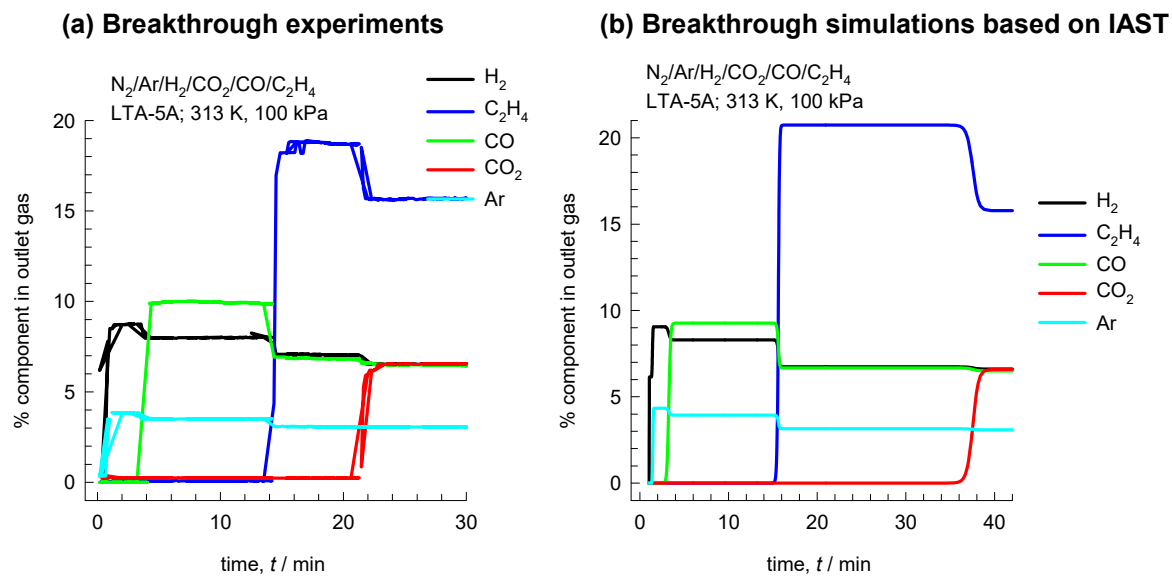 (a) Breakthrough experiments
N₂/Ar/H₂/CO₂/CO/C₂H₄
LTA-5A; 313 K, 100 kPa
H₂
C₂H₄
CO
CO₂
Ar
% component in outlet gas
20
15
10
5
0
0
10
20
30
time, t / min
(b) Breakthrough simulations based on IAST
N₂/Ar/H₂/CO₂/CO/C₂H₄
LTA-5A; 313 K, 100 kPa
H₂
C₂H₄
CO
CO₂
Ar
% component in outlet gas
20
15
10
5
0
0
10
20
30
40
time, t / min